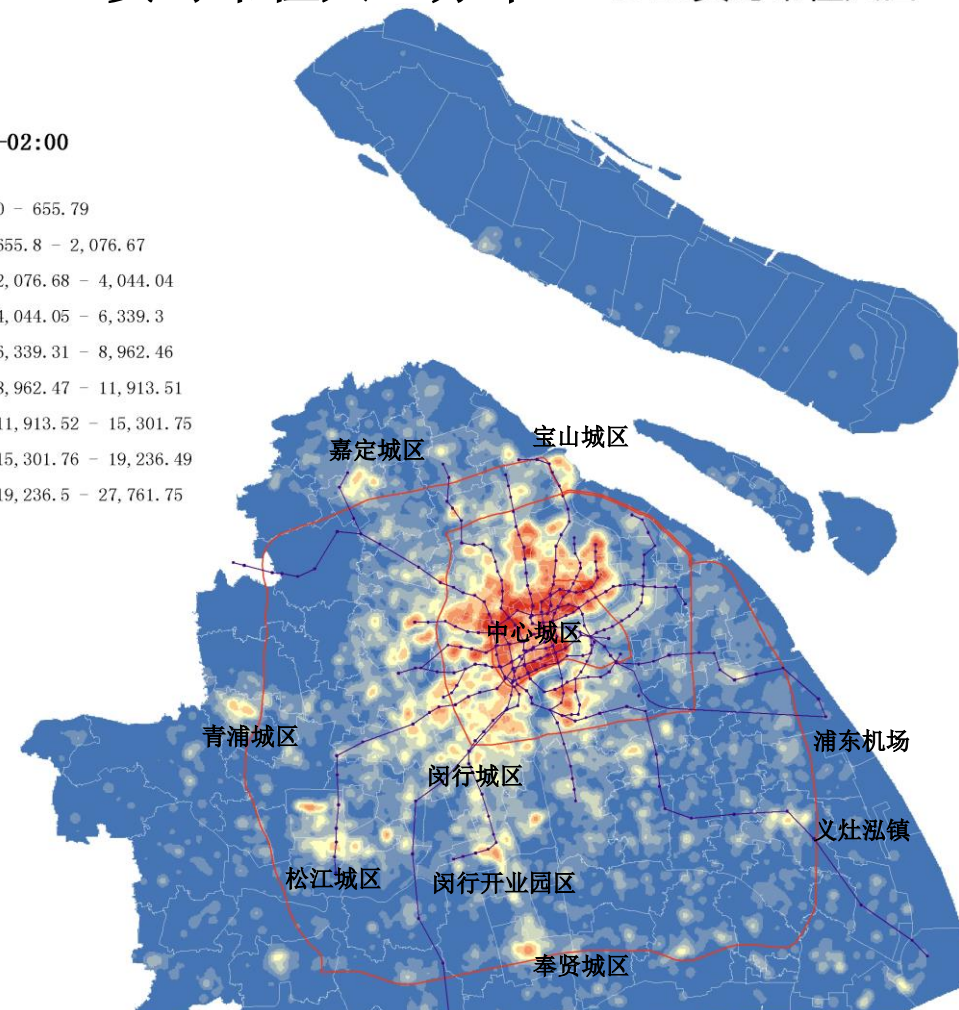 -02:00
0 - 655.79
655.8 - 2,076.67
2,076.68 - 4,044.04
4,044.05 - 6,339.3
6,339.31 - 8,962.46
8,962.47 - 11,913.51
11,913.52 - 15,301.75
15,301.76 - 19,236.49
19,236.5 - 27,761.75
嘉定城区
宝山城区
中心城区
青浦城区
浦东机场
闵行城区
义灶泓镇
松江城区
闵行开业园区
奉贤城区